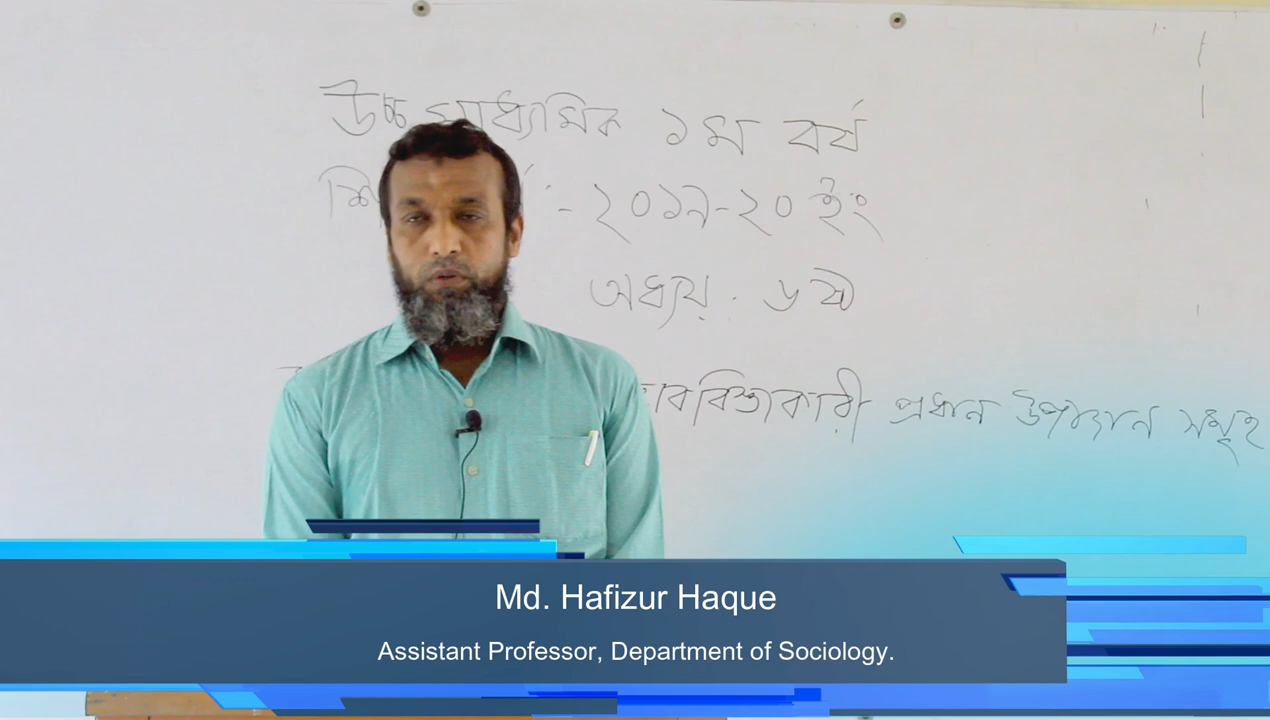 উচ্চ মাধ্যমিক ১ম বর্ষ
:- ২০১৯-২০ ইং
অধ্যায় . ৬ষ্ঠ
প্রধান উপাদান সমূহ
Md. Hafizur Haque
Assistant Professor, Department of Sociology.